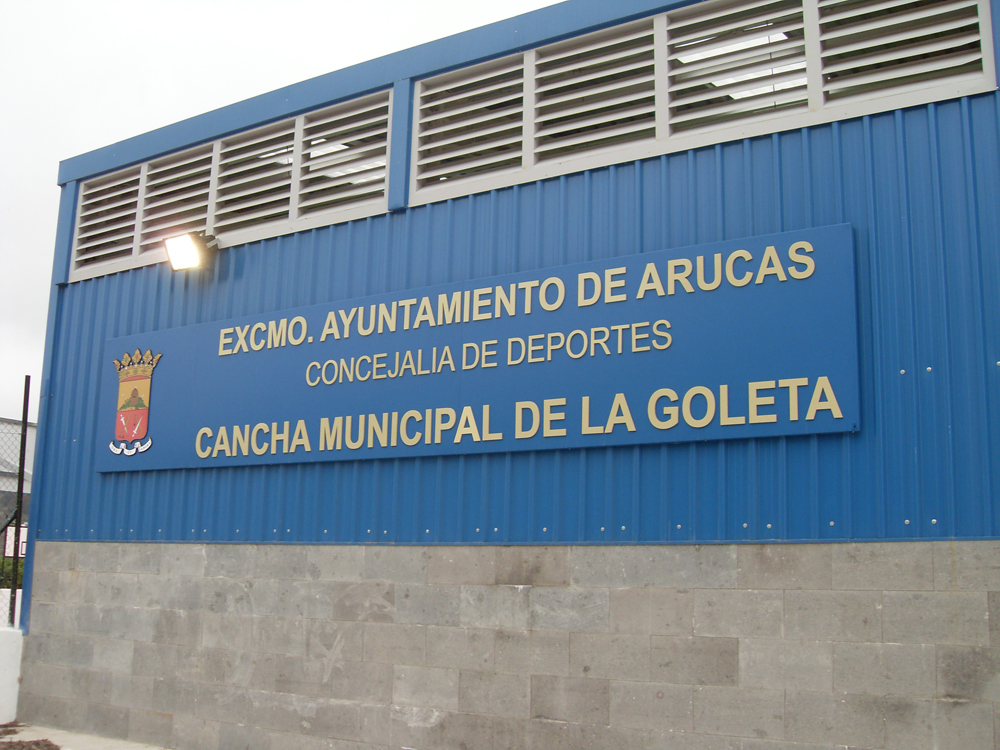 EXCMO. AYUNTAMIENTO DE ARUCAS
CONCEJALIA DE DEPORTES
CANCHA MUNICIPAL DE LA GOLETA